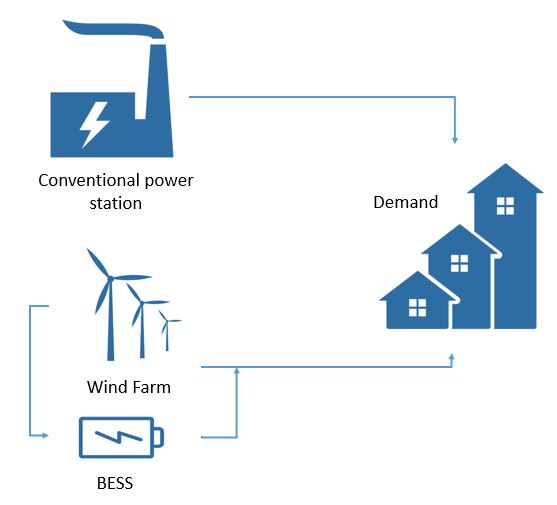 Conventional power
station
Demand
Wind Farm
BESS